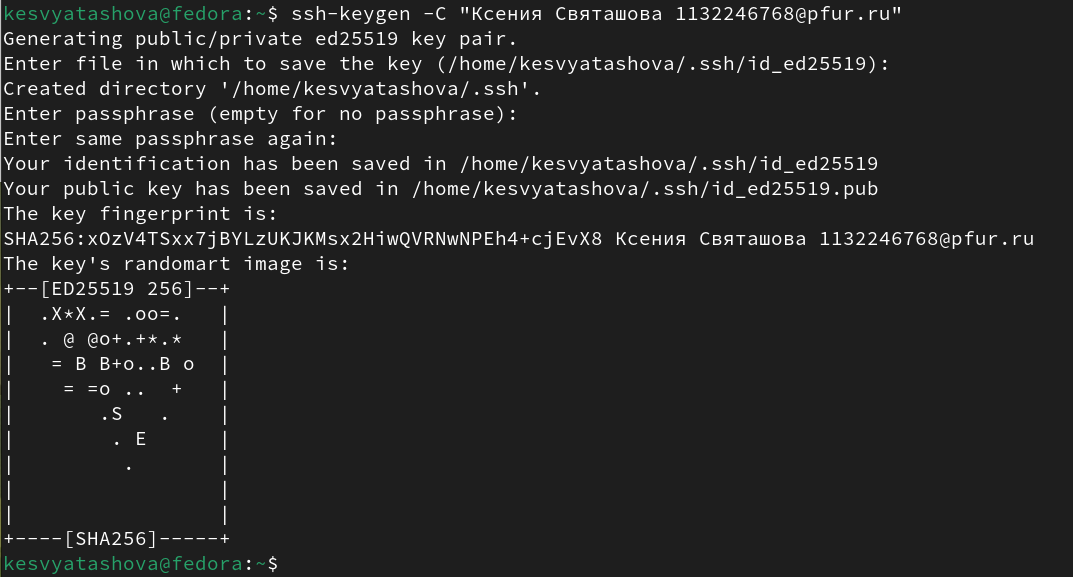 kesvyatashova@fedora:~$ ssh-keygen -C "Ксения Святашова 1132246768@pfur.ru"
Generating public/private ed25519 key pair.
Enter file in which to save the key (/home/kesvyatashova/.ssh/id_ed25519):
Created directory '/home/kesvyatashova/.ssh'.
Enter passphrase (empty for no passphrase):
Enter same passphrase again:
Your identification has been saved in /home/kesvyatashova/.ssh/id_ed25519
Your public key has been saved in /home/kesvyatashova/.ssh/id_ed25519.pub
The key fingerprint is:
SHA256:xOzV4TSxx7jBYLzUKJKMsx2HiwQVRNwNPEh4+cjEvX8 Ксения Святашова 1132246768@pfur.ru
The key's randomart image is:
+--[ED25519 256]--+
|  .X*X.= .oo=.   |
|  . @ @o+.+*.*   |
|   = B B+o..B o  |
|    = =o ..  +   |
|       .S   .    |
|        . E      |
|         .       |
|                 |
|                 |
+----[SHA256]-----+
kesvyatashova@fedora:~$